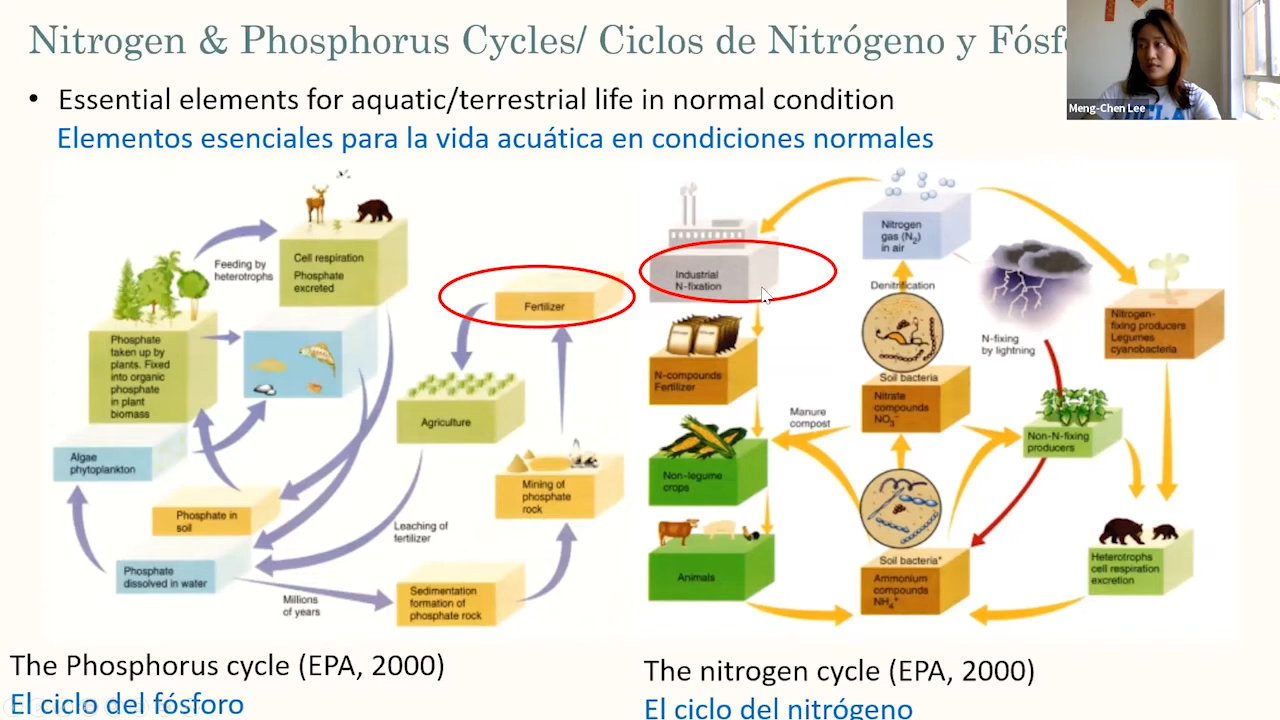 Nitrogen & Phosphorus Cycles/ Ciclos de Nitrógeno y
Meng-Chen Lee
• Essential elements for aquatic/terrestrial life in normal condition
Elementos esenciales para la vida acuática en condiciones normales
Cell respiration
Phosphate
excreted
Feeding by
heterotrophs
Fertilizer
Phosphate
taken up by
plants. Fixed
into organic
phosphate
in plant
biomass
Agriculture
Algae
phytoplankton
Mining of
phosphate
rock
Phosphate in
soil
Leaching of
fertilizer
Phosphate
dissolved in water
Millions
of years
Sedimentation
formation of
phosphate rock
Nitrogen
gas (N₂)
in air
Industrial
N-fixation
Denitrification
N-fixing
by lightning
Nitrogen-
fixing producers
Legumes
cyanobacteria
N-compounds
Fertilizer
Soil bacteria
Nitrate
compounds
NO₃⁻
Manure
compost
Non-N-fixing
producers
Non-legume
crops
Soil bacteria*
Ammonium
compounds
NH₄⁺
Animals
Heterotrophs
cell respiration
excretion
The Phosphorus cycle (EPA, 2000)
El ciclo del fósforo
The nitrogen cycle (EPA, 2000)
El ciclo del nitrógeno